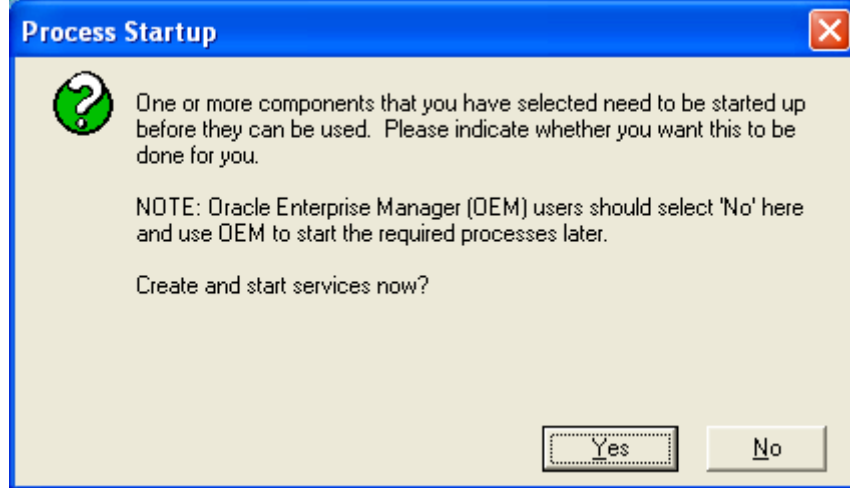 Process Startup
One or more components that you have selected need to be started up
before they can be used. Please indicate whether you want this to be
done for you.
NOTE: Oracle Enterprise Manager (OEM) users should select 'No' here
and use OEM to start the required processes later.
Create and start services now?
Yes No